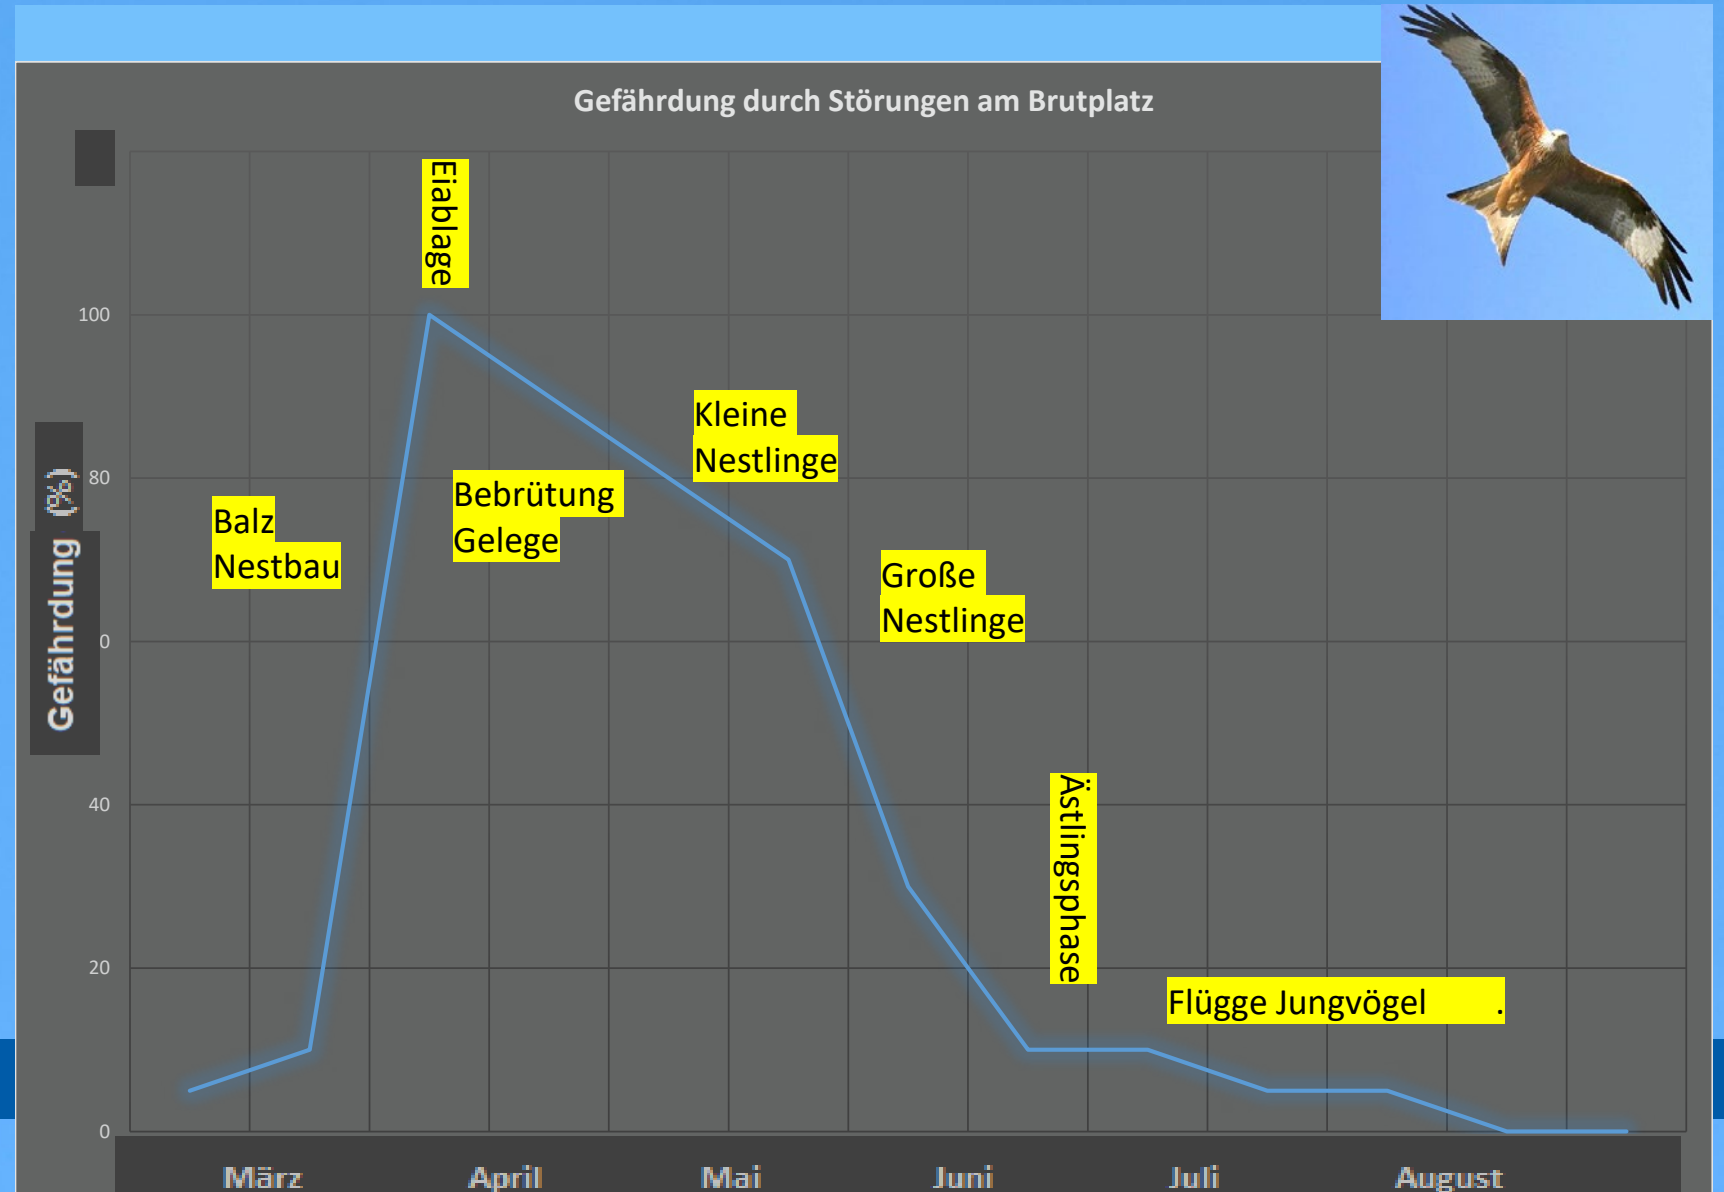 Gefährdung durch Störungen am Brutplatz
Eiablage
100
Kleine
Nestlinge
80
Gefährdung (%)
Balz
Nestbau
Bebrütung
Gelege
Große
Nestlinge
0
40
Ästlingsphase
20
Flügge Jungvögel .
0
März April Mai Juni Juli August